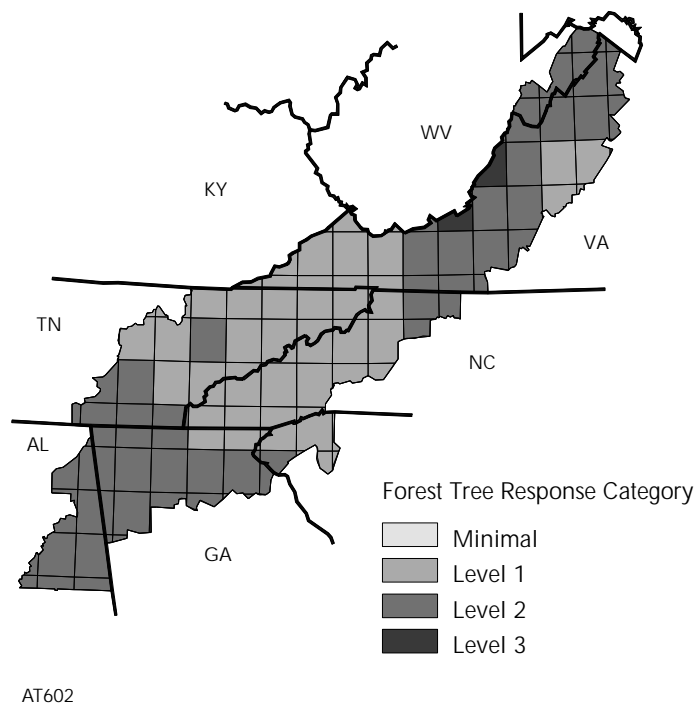 WV
KY
VA
TN
NC
AL
GA
Forest Tree Response Category
Minimal
Level 1
Level 2
Level 3
AT602